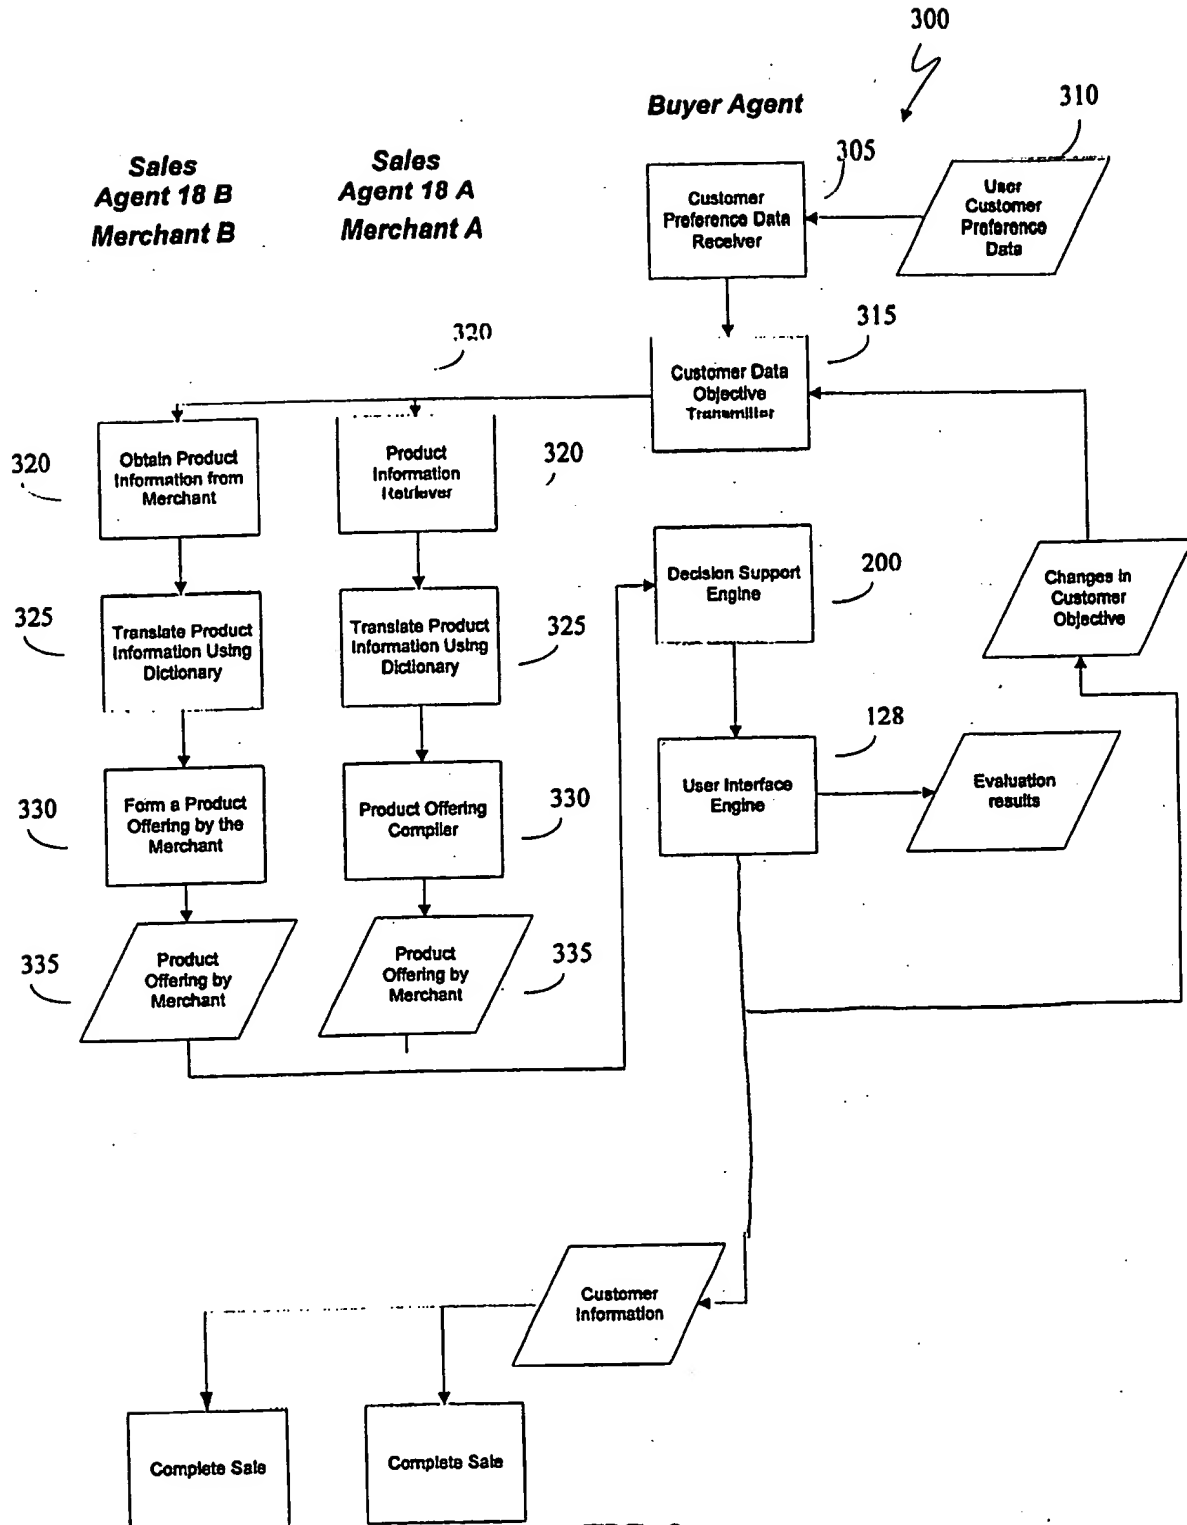 300
Buyer Agent
310
305
Sales
Agent 18 B
Merchant B
Sales
Agent 18 A
Merchant A
Customer
Preference Data
Receiver
User
Customer
Preference
Data
315
320
Customer Data
Objective
Transmitter
320
Obtain Product
Information from
Merchant
Product
Information
Retriever
320
Decision Support
Engine
200
Changes in
Customer
Objective
325
Translate Product
Information Using
Dictionary
Translate Product
Information Using
Dictionary
325
128
User Interface
Engine
Evaluation
results
330
Form a Product
Offering by the
Merchant
Product Offering
Compiler
330
335
Product
Offering by
Merchant
Product
Offering by
Merchant
335
Customer
Information
Complete Sale
Complete Sale